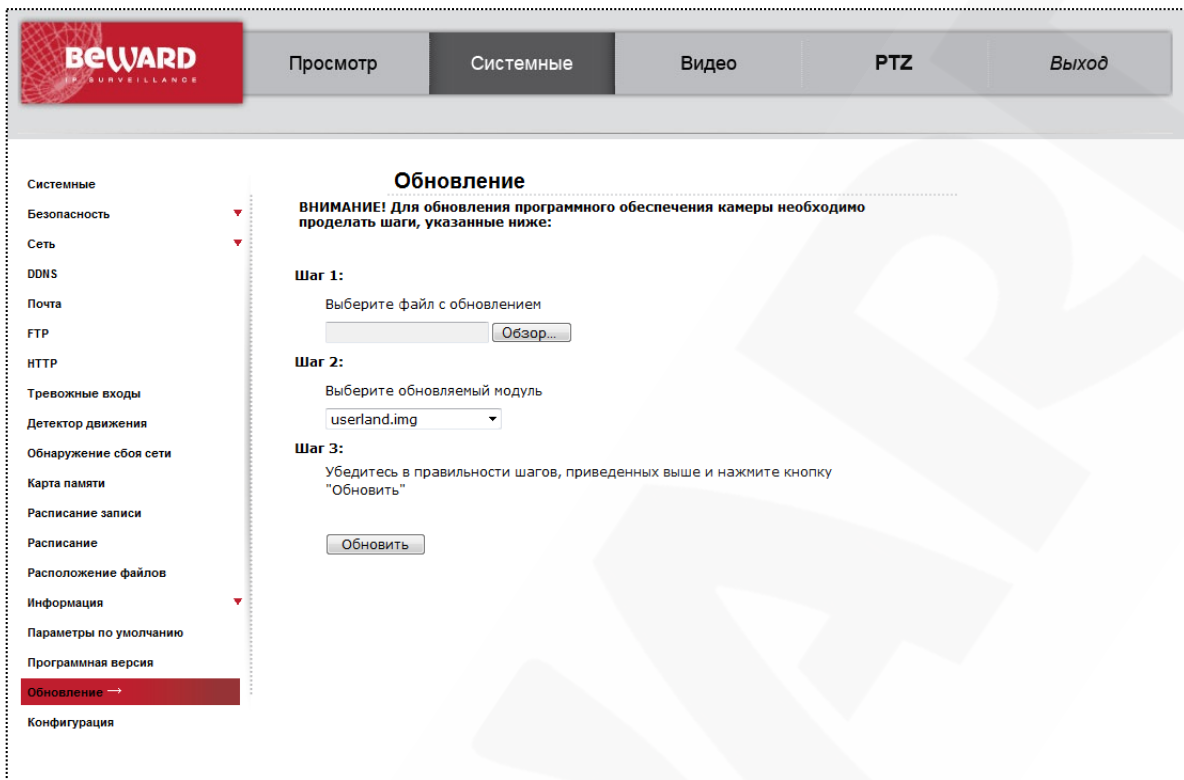 BEWARD
IP SURVEILLANCE
Просмотр
Системные
Видео
PTZ
Выход
Системные
Безопасность
Сеть
DDNS
Почта
FTP
HTTP
Тревожные входы
Детектор движения
Обнаружение сбоя сети
Карта памяти
Расписание записи
Расписание
Расположение файлов
Информация
Параметры по умолчанию
Программная версия
Обновление →
Конфигурация
Обновление
ВНИМАНИЕ! Для обновления программного обеспечения камеры необходимо
проделать шаги, указанные ниже:
Шаг 1:
Выберите файл с обновлением
Обзор...
Шаг 2:
Выберите обновляемый модуль
userland.img
Шаг 3:
Убедитесь в правильности шагов, приведенных выше и нажмите кнопку
"Обновить"
Обновить